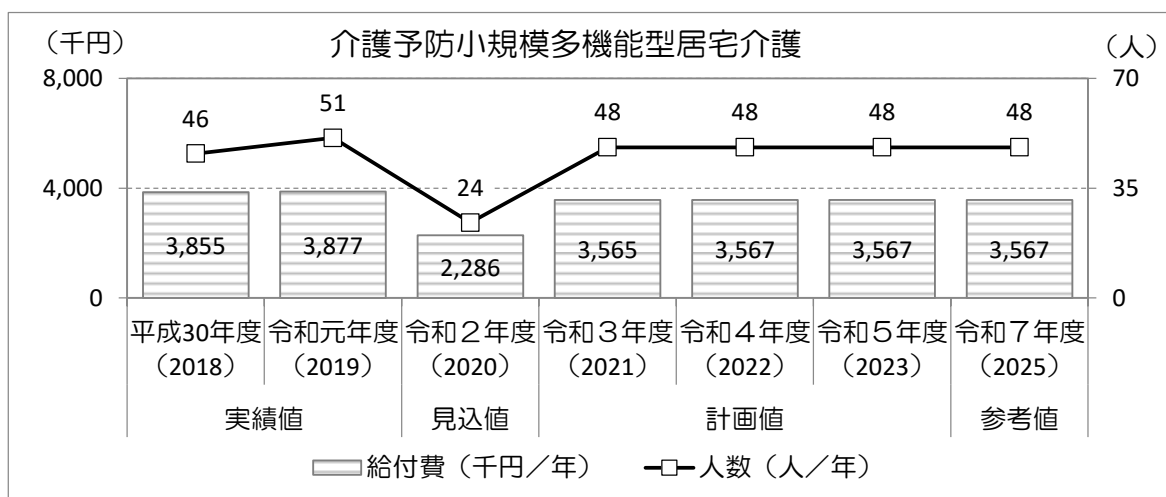 （千円）　介護予防小規模多機能型居宅介護　（人）
8,000　70
46　51　24　48　48　48　48
4,000　35
3,855　3,877　2,286　3,565　3,567　3,567　3,567
0　0
平成30年度　令和元年度　令和２年度　令和３年度　令和４年度　令和５年度　令和７年度
（2018）　（2019）　（2020）　（2021）　（2022）　（2023）　（2025）
実績値　見込値　計画値　参考値
給付費（千円／年）　人数（人／年）